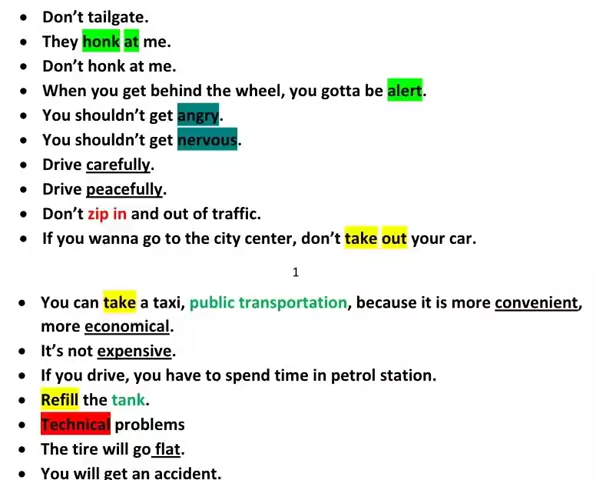 • Don't tailgate.
• They honk at me.
• Don't honk at me.
• When you get behind the wheel, you gotta be alert.
• You shouldn't get angry.
• You shouldn't get nervous.
• Drive carefully.
• Drive peacefully.
• Don't zip in and out of traffic.
• If you wanna go to the city center, don't take out your car.
1
• You can take a taxi, public transportation, because it is more convenient,
more economical.
• It's not expensive.
• If you drive, you have to spend time in petrol station.
• Refill the tank.
• Technical problems
• The tire will go flat.
• You will get an accident.